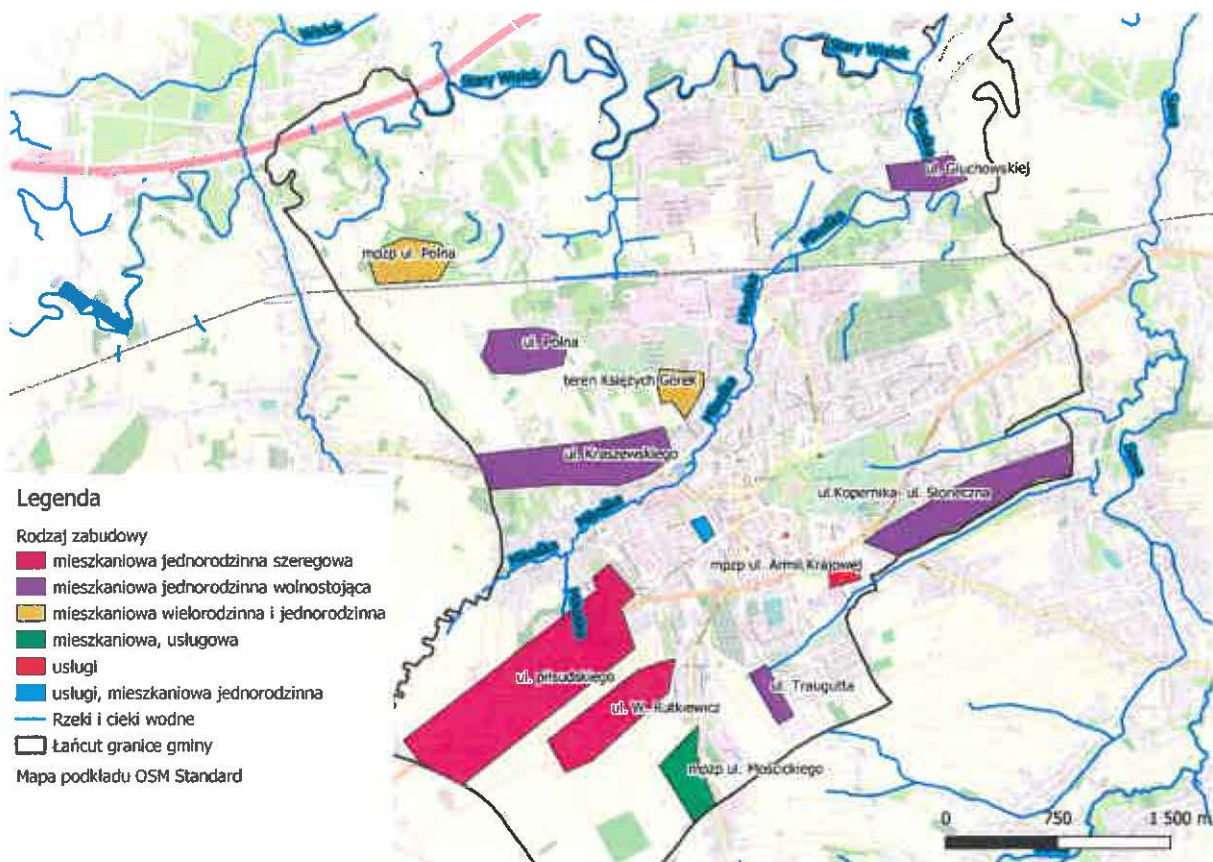 Wisłok
Stary Wisłok
Stary Wisłok
Mikośka
ul. Głuchowskiej
mpzp ul. Polna
ul. Polna
teren Księżych Górek
ul. Kraszewskiego
ul.Kopernika- ul. Słoneczna
mpzp ul. Armii Krajowej
ul. piłsudskiego
ul. W. Rutkiewicz
ul. Traugutta
mpzp ul. Mościckiego
Legenda
Rodzaj zabudowy
mieszkaniowa jednorodzinna szeregowa
mieszkaniowa jednorodzinna wolnostojąca
mieszkaniowa wielorodzinna i jednorodzinna
mieszkaniowa, usługowa
usługi
usługi, mieszkaniowa jednorodzinna
Rzeki i cieki wodne
Łańcut granice gminy
Mapa podkładu OSM Standard
0 750 1 500 m